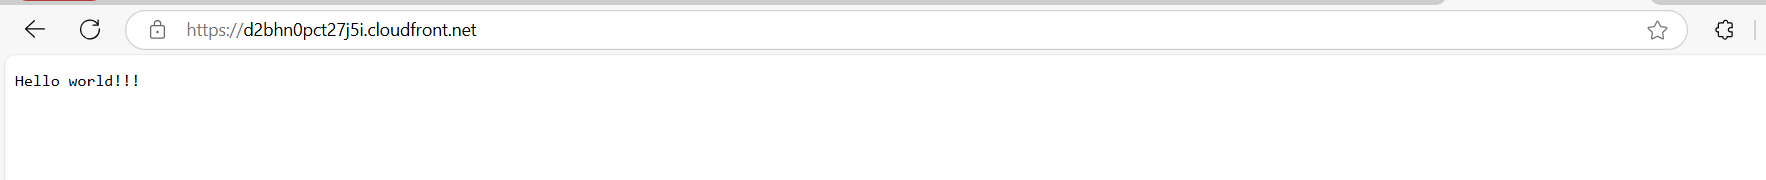 https://d2bhn0pct27j5i.cloudfront.net
Hello world!!!